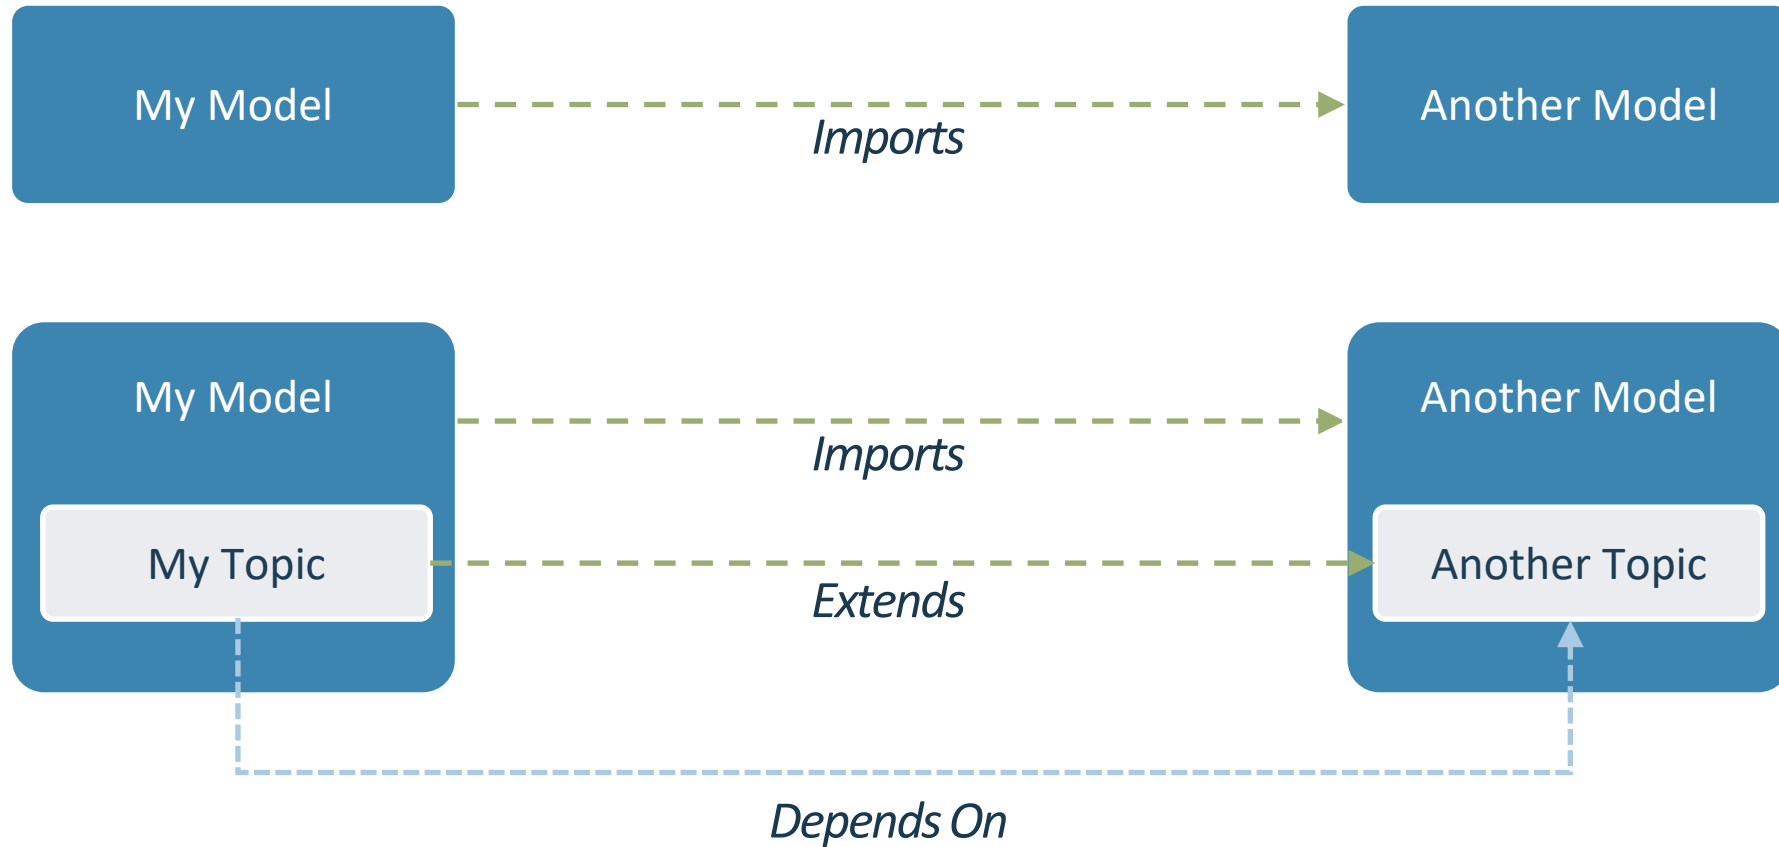 My Model
Imports
Another Model
My Model
Imports
Another Model
My Topic
Extends
Another Topic
Depends On